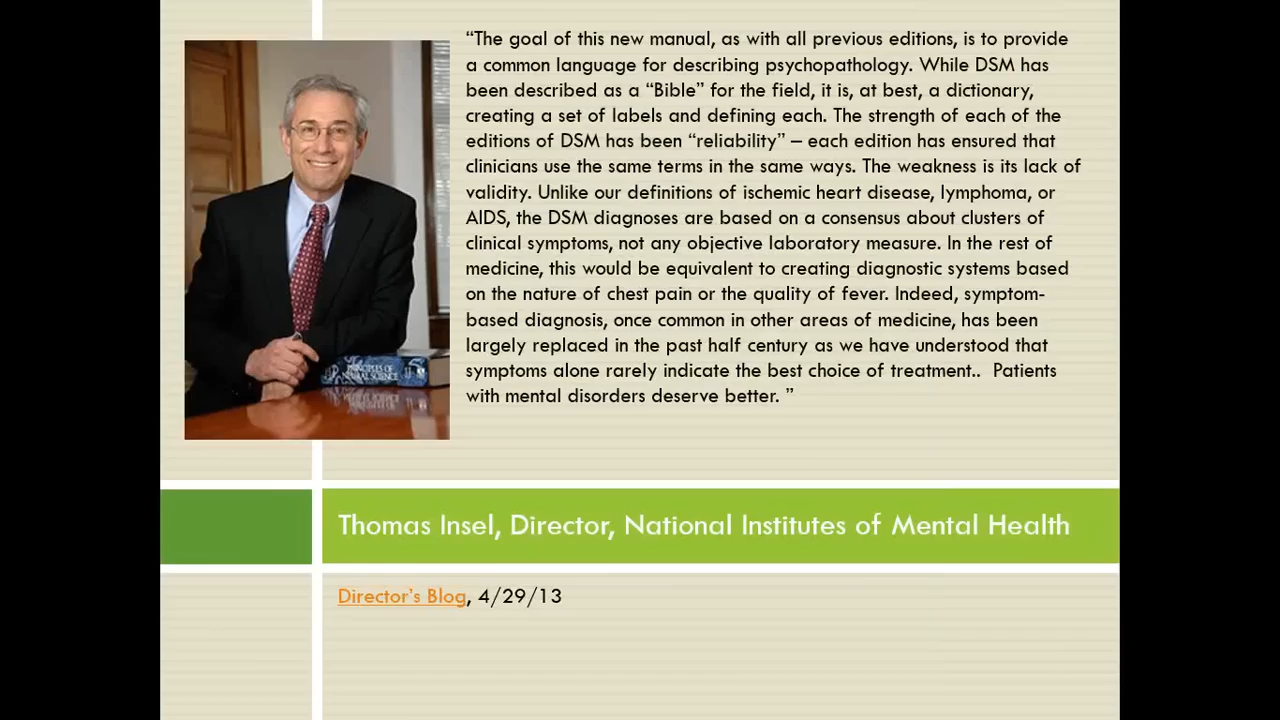 “The goal of this new manual, as with all previous editions, is to provide
a common language for describing psychopathology. While DSM has
been described as a “Bible” for the field, it is, at best, a dictionary,
creating a set of labels and defining each. The strength of each of the
editions of DSM has been “reliability” – each edition has ensured that
clinicians use the same terms in the same ways. The weakness is its lack of
validity. Unlike our definitions of ischemic heart disease, lymphoma, or
AIDS, the DSM diagnoses are based on a consensus about clusters of
clinical symptoms, not any objective laboratory measure. In the rest of
medicine, this would be equivalent to creating diagnostic systems based
on the nature of chest pain or the quality of fever. Indeed, symptom-
based diagnosis, once common in other areas of medicine, has been
largely replaced in the past half century as we have understood that
symptoms alone rarely indicate the best choice of treatment..  Patients
with mental disorders deserve better. ”
PRINCIPLES OF
NEURAL SCIENCE
Thomas Insel, Director, National Institutes of Mental Health
Director’s Blog, 4/29/13